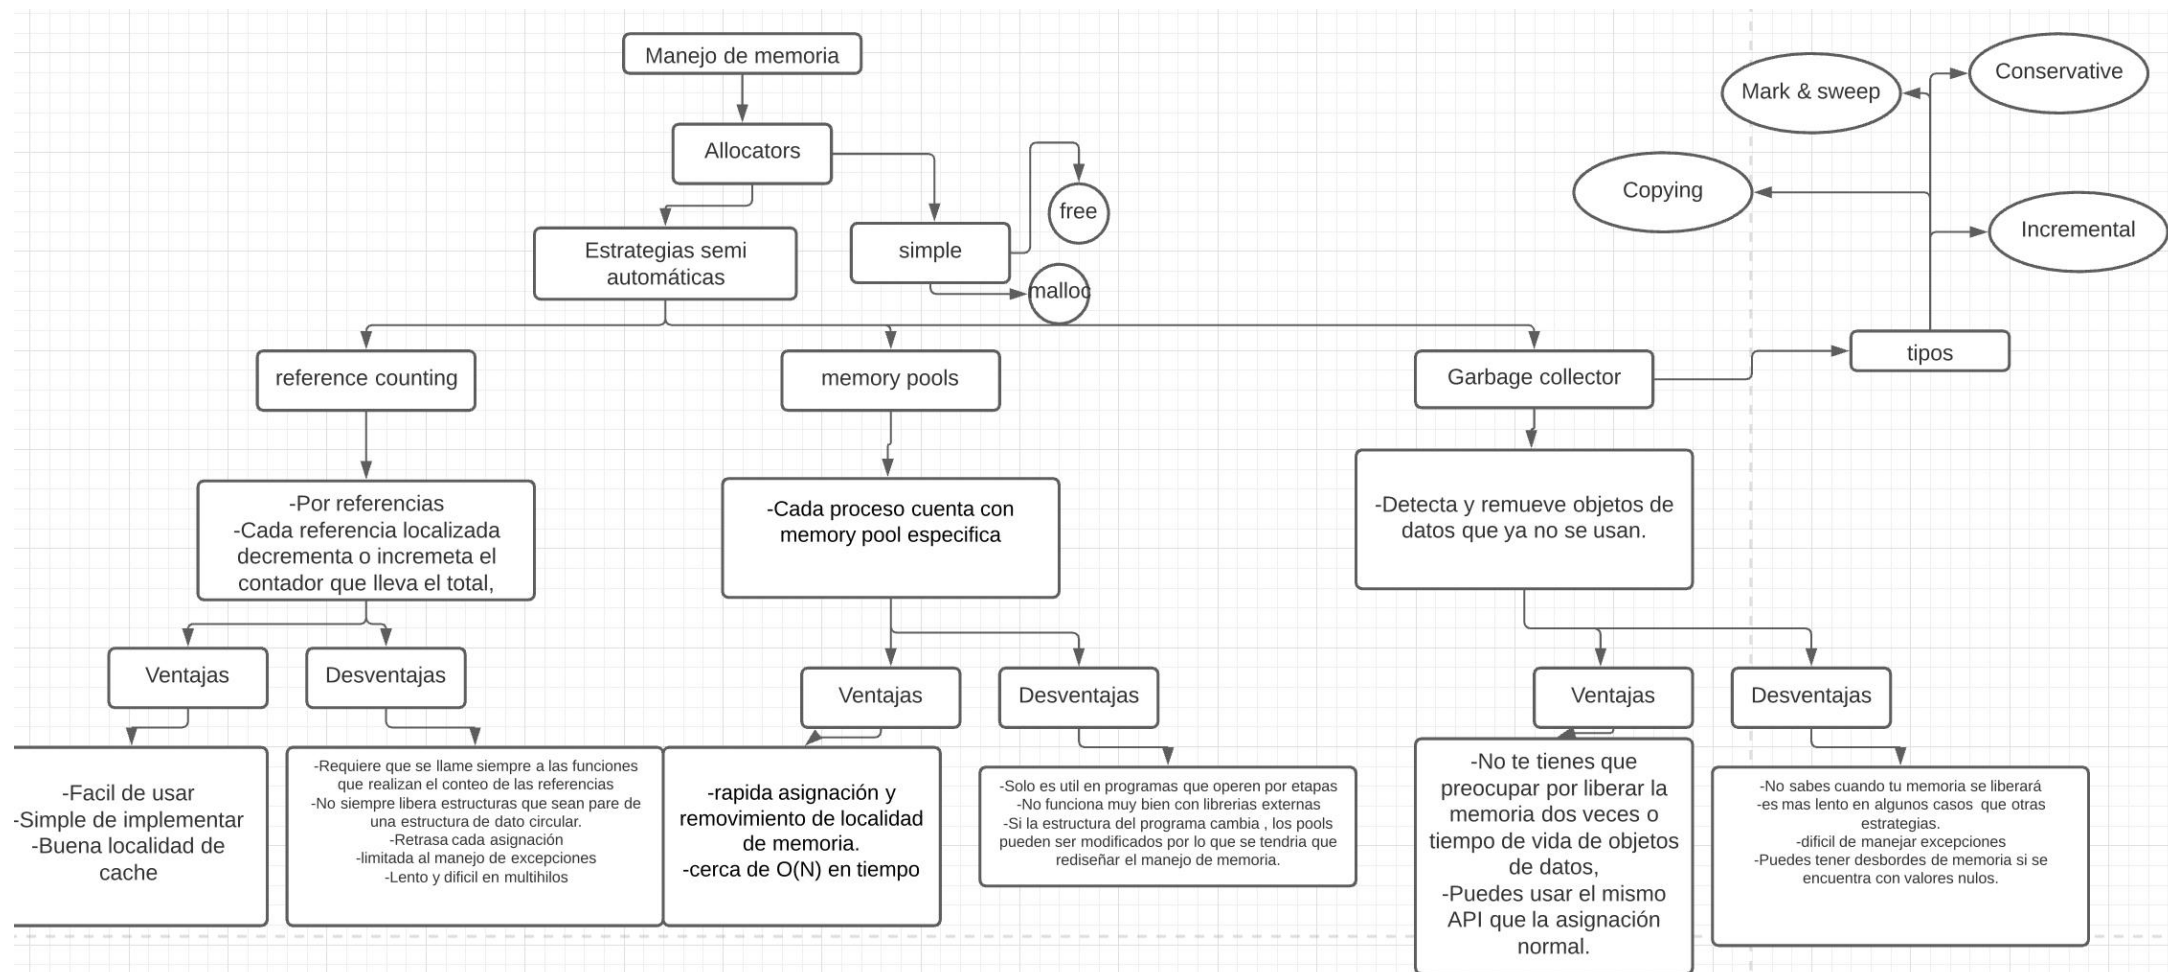 Manejo de memoria
Allocators
Estrategias semi
automáticas
simple
free
malloc
Mark & sweep
Conservative
Copying
Incremental
tipos
reference counting
memory pools
Garbage collector
-Por referencias
-Cada referencia localizada
decrementa o incremeta el
contador que lleva el total,
-Cada proceso cuenta con
memory pool especifica
-Detecta y remueve objetos de
datos que ya no se usan.
Ventajas
Desventajas
Ventajas
Desventajas
Ventajas
Desventajas
-Facil de usar
-Simple de implementar
-Buena localidad de
cache
-Requiere que se llame siempre a las funciones
que realizan el conteo de las referencias
-No siempre libera estructuras que sean pare de
una estructura de dato circular.
-Retrasa cada asignación
-limitada al manejo de excepciones
-Lento y dificil en multihilos
-rapida asignación y
removimiento de localidad
de memoria.
-cerca de O(N) en tiempo
-Solo es util en programas que operen por etapas
-No funciona muy bien con librerias externas
-Si la estructura del programa cambia , los pools
pueden ser modificados por lo que se tendria que
rediseñar el manejo de memoria.
-No te tienes que
preocupar por liberar la
memoria dos veces o
tiempo de vida de objetos
de datos,
-Puedes usar el mismo
API que la asignación
normal.
-No sabes cuando tu memoria se liberará
-es mas lento en algunos casos que otras
estrategias.
-dificil de manejar excepciones
-Puedes tener desbordes de memoria si se
encuentra con valores nulos.